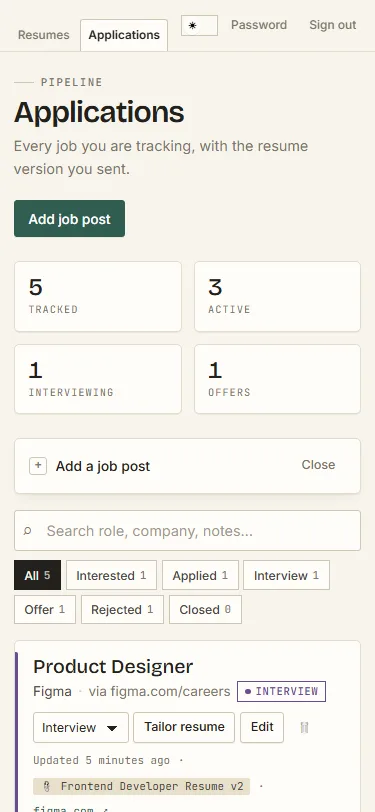 Resumes Applications Password Sign out
PIPELINE
Applications
Every job you are tracking, with the resume
version you sent.
Add job post
5 3
TRACKED ACTIVE
1 1
INTERVIEWING OFFERS
+ Add a job post Close
Search role, company, notes...
All 5 Interested 1 Applied 1 Interview 1
Offer 1 Rejected 1 Closed 0
Product Designer
Figma · via figma.com/careers INTERVIEW
Interview Tailor resume Edit
Updated 5 minutes ago ·
Frontend Developer Resume v2 ·
figma.com ↗